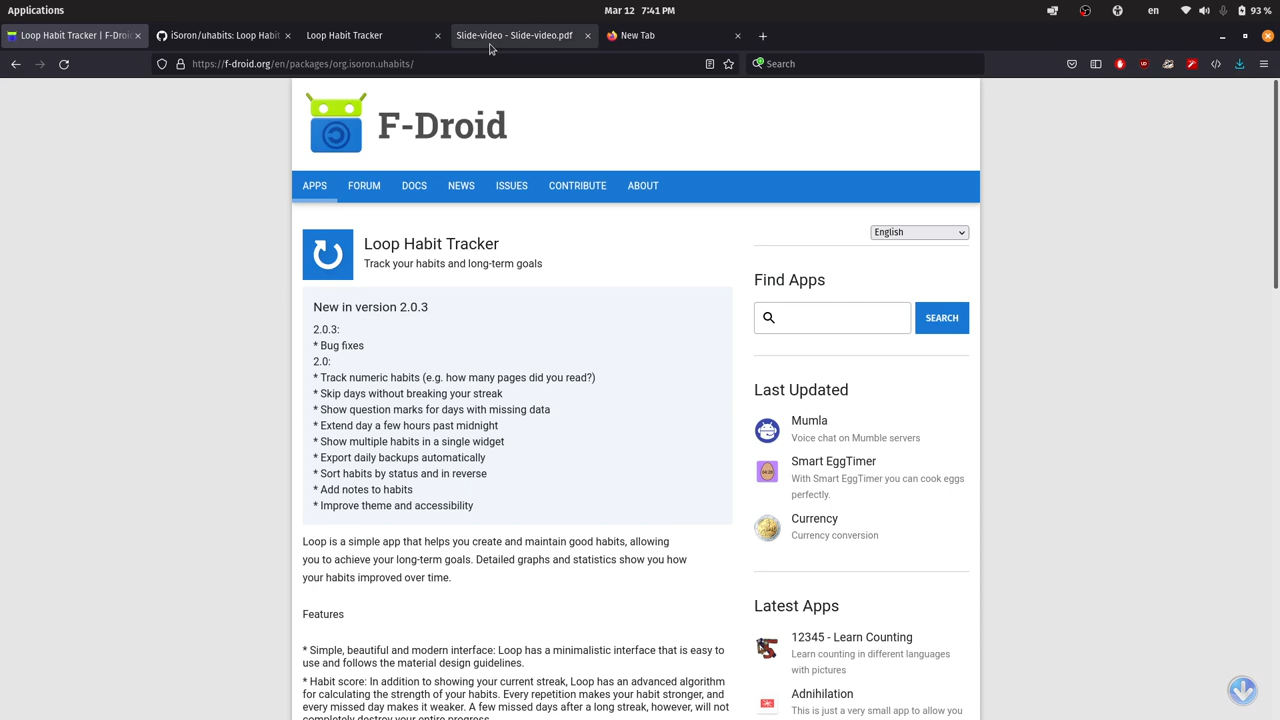 Applications
Mar 12 7:41 PM
en
93 %
Loop Habit Tracker | F-Droi
iSoron/uhabits: Loop Habit
Loop Habit Tracker
Slide-video - Slide-video.pdf
New Tab
https://f-droid.org/en/packages/org.isoron.uhabits/
Search
F-Droid
APPS
FORUM
DOCS
NEWS
ISSUES
CONTRIBUTE
ABOUT
Loop Habit Tracker
Track your habits and long-term goals
New in version 2.0.3
2.0.3:
* Bug fixes
2.0:
* Track numeric habits (e.g. how many pages did you read?)
* Skip days without breaking your streak
* Show question marks for days with missing data
* Extend day a few hours past midnight
* Show multiple habits in a single widget
* Export daily backups automatically
* Sort habits by status and in reverse
* Add notes to habits
* Improve theme and accessibility
Loop is a simple app that helps you create and maintain good habits, allowing
you to achieve your long-term goals. Detailed graphs and statistics show you how
your habits improved over time.
Features
* Simple, beautiful and modern interface: Loop has a minimalistic interface that is easy to
use and follows the material design guidelines.
* Habit score: In addition to showing your current streak, Loop has an advanced algorithm
for calculating the strength of your habits. Every repetition makes your habit stronger, and
every missed day makes it weaker. A few missed days after a long streak, however, will not
completely destroy your entire progress.
English
Find Apps
SEARCH
Last Updated
Mumla
Voice chat on Mumble servers
Smart EggTimer
With Smart EggTimer you can cook eggs
perfectly.
Currency
Currency conversion
Latest Apps
12345 - Learn Counting
Learn counting in different languages
with pictures
Adnihilation
This is just a very small app to allow you